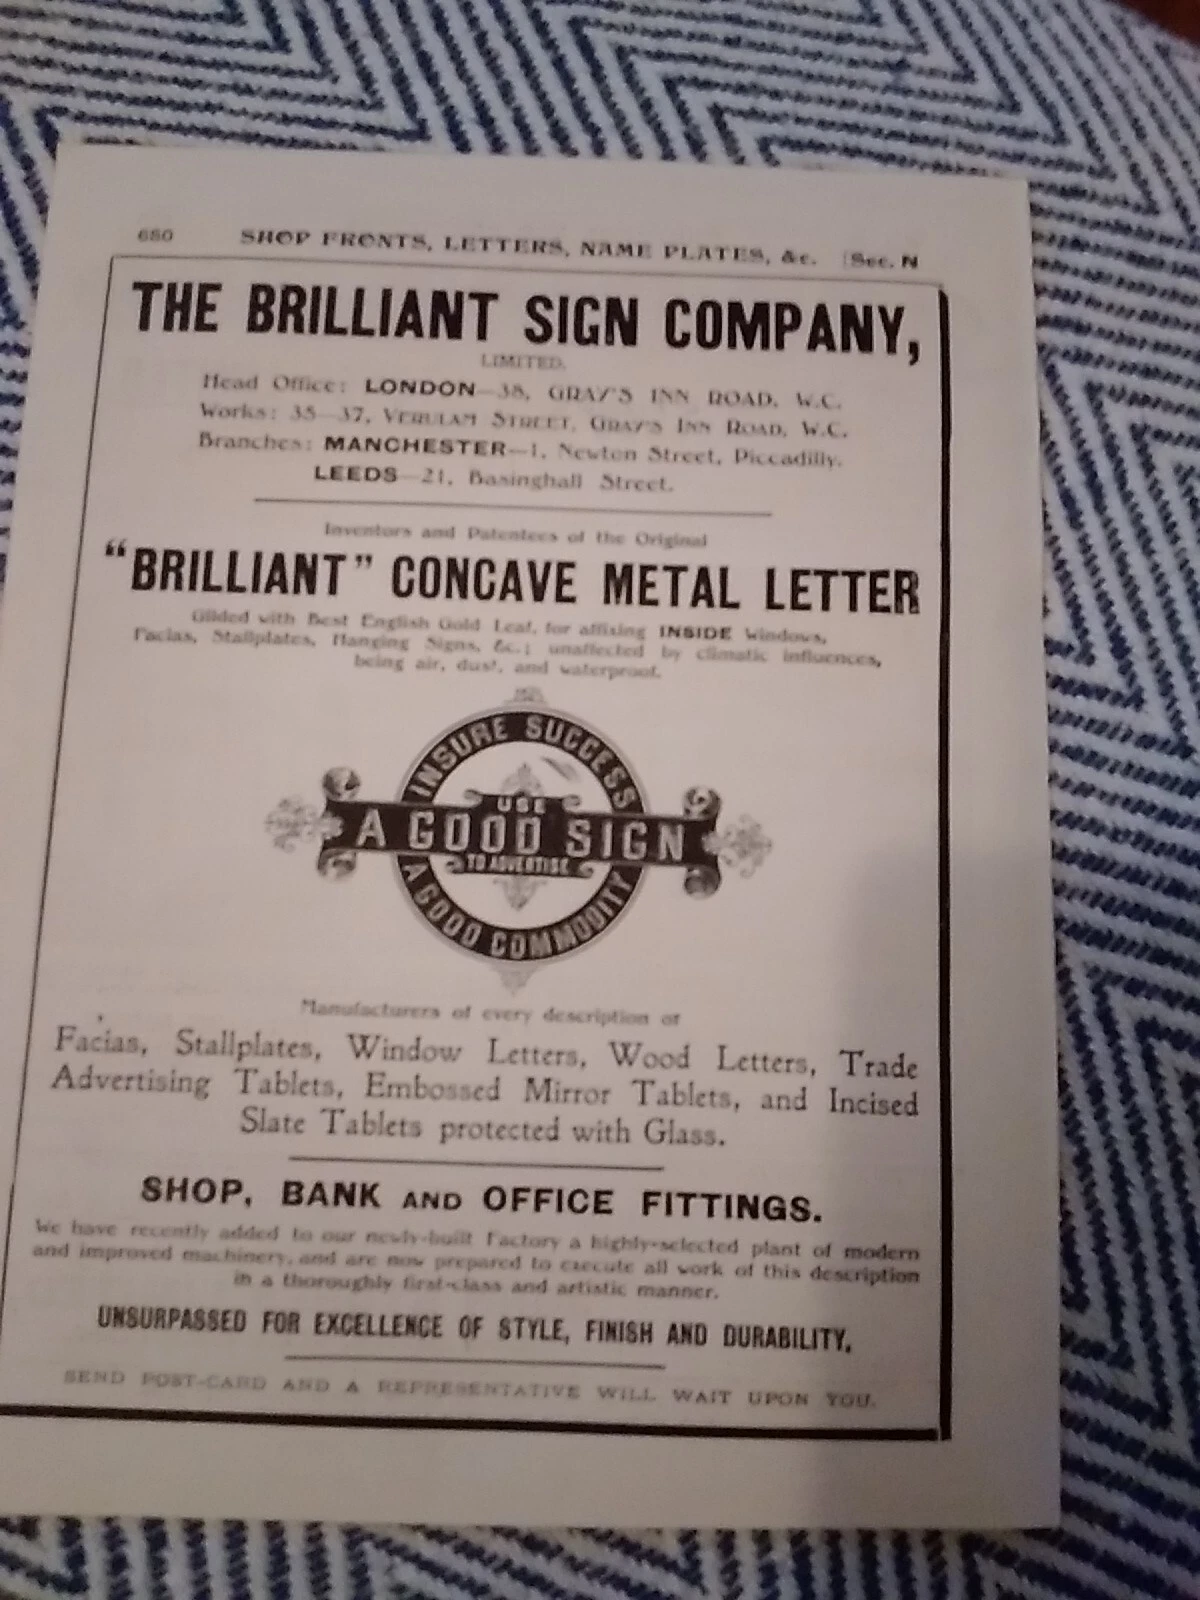 680 SHOP FRONTS, LETTERS, NAME PLATES, &c. [Sec. N
THE BRILLIANT SIGN COMPANY,
LIMITED.
Head Office: LONDON—38, GRAY'S INN ROAD, W.C.
Works: 35—37, VERULAM STREET, GRAY'S INN ROAD, W.C.
Branches: MANCHESTER—1, Newton Street, Piccadilly.
LEEDS—21, Basinghall Street.
Inventors and Patentees of the Original
“BRILLIANT” CONCAVE METAL LETTER
Gilded with Best English Gold Leaf, for affixing INSIDE Windows,
Facias, Stallplates, Hanging Signs, &c.; unaffected by climatic influences,
being air, dust, and waterproof.
INSURE SUCCESS
USE
A GOOD SIGN
TO ADVERTISE
A GOOD COMMODITY
Manufacturers of every description of
Facias, Stallplates, Window Letters, Wood Letters, Trade
Advertising Tablets, Embossed Mirror Tablets, and Incised
Slate Tablets protected with Glass.
SHOP, BANK AND OFFICE FITTINGS.
We have recently added to our newly-built Factory a highly-selected plant of modern
and improved machinery, and are now prepared to execute all work of this description
in a thoroughly first-class and artistic manner.
UNSURPASSED FOR EXCELLENCE OF STYLE, FINISH AND DURABILITY.
SEND POST-CARD AND A REPRESENTATIVE WILL WAIT UPON YOU.